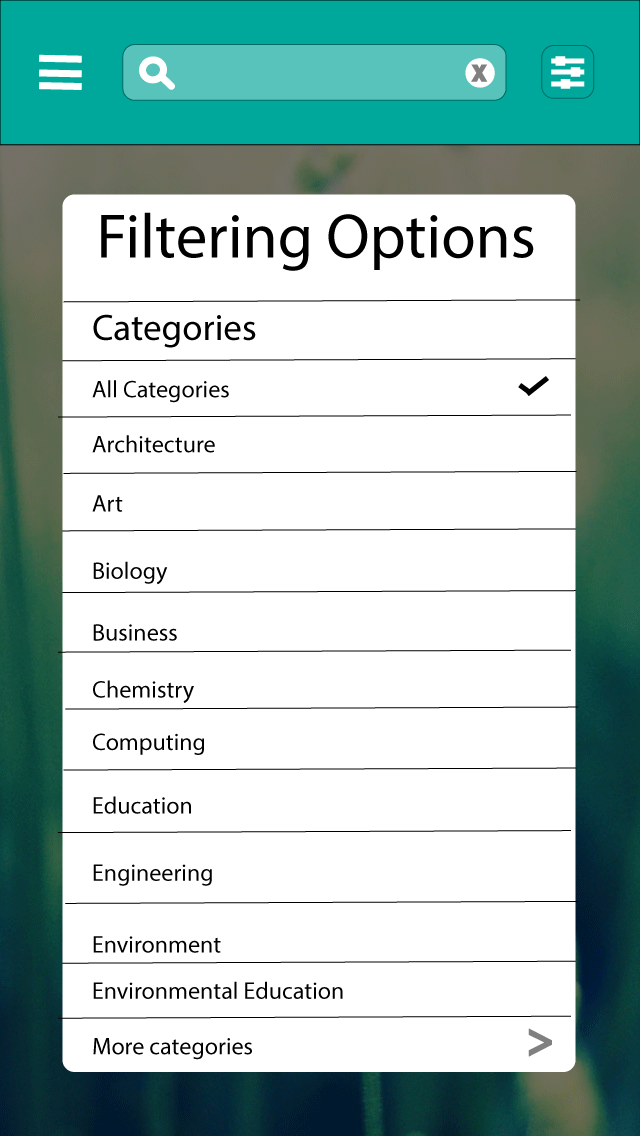 X
Filtering Options
Categories
All Categories
Architecture
Art
Biology
Business
Chemistry
Computing
Education
Engineering
Environment
Environmental Education
More categories >